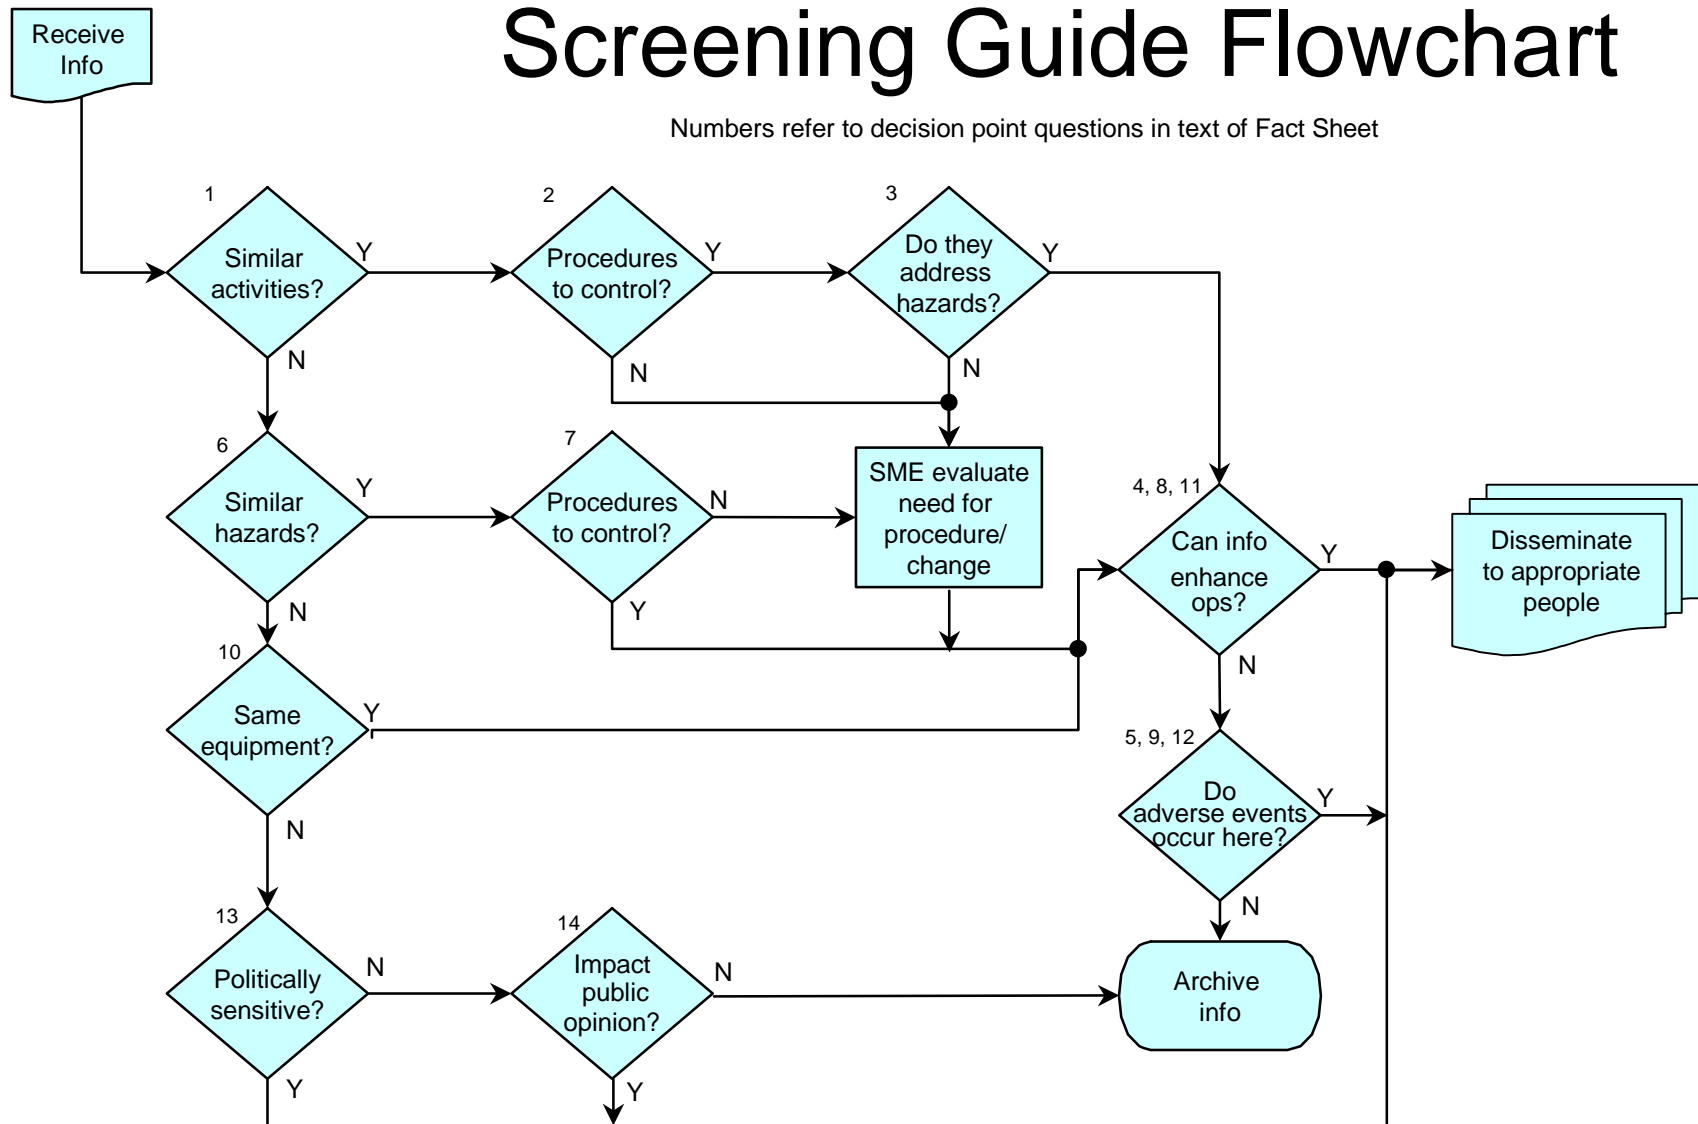 Screening Guide Flowchart
Numbers refer to decision point questions in text of Fact Sheet
Receive
Info
1
Similar
activities?
Y
N
2
Procedures
to control?
Y
N
3
Do they
address
hazards?
Y
N
6
Similar
hazards?
Y
N
7
Procedures
to control?
N
Y
SME evaluate
need for
procedure/
change
4, 8, 11
Can info
enhance
ops?
Y
N
Disseminate
to appropriate
people
10
Same
equipment?
Y
N
5, 9, 12
Do
adverse events
occur here?
Y
N
13
Politically
sensitive?
N
Y
14
Impact
public
opinion?
N
Y
Archive
info